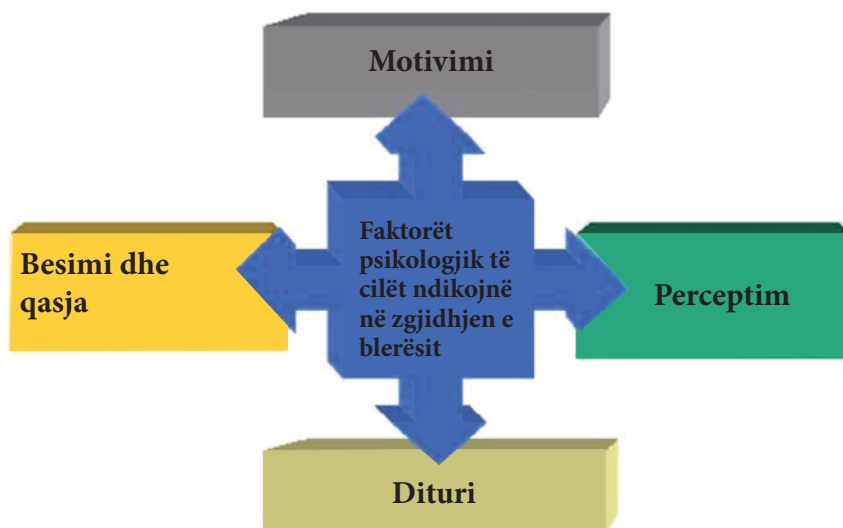 Motivimi
Besimi dhe
qasja
Faktorët
psikologjik të
cilët ndikojnë
në zgjidhjen e
blerësit
Perceptim
Dituri